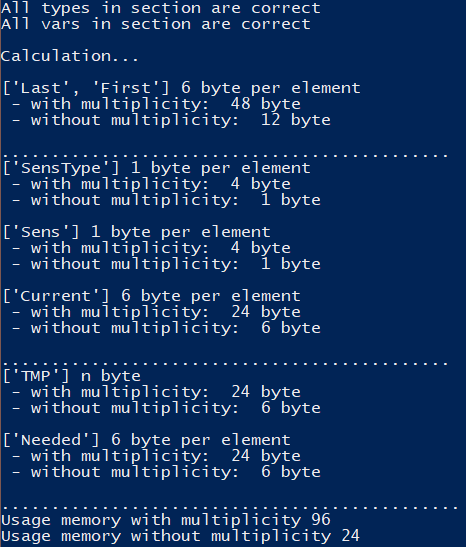 All types in section are correct
All vars in section are correct
Calculation...
['Last', 'First'] 6 byte per element
- with multiplicity:  48 byte
- without multiplicity:  12 byte
.............................................
['SensType'] 1 byte per element
- with multiplicity:  4 byte
- without multiplicity:  1 byte
['Sens'] 1 byte per element
- with multiplicity:  4 byte
- without multiplicity:  1 byte
['Current'] 6 byte per element
- with multiplicity:  24 byte
- without multiplicity:  6 byte
.............................................
['TMP'] n byte
- with multiplicity:  24 byte
- without multiplicity:  6 byte
['Needed'] 6 byte per element
- with multiplicity:  24 byte
- without multiplicity:  6 byte
..............................................
Usage memory with multiplicity 96
Usage memory without multiplicity 24